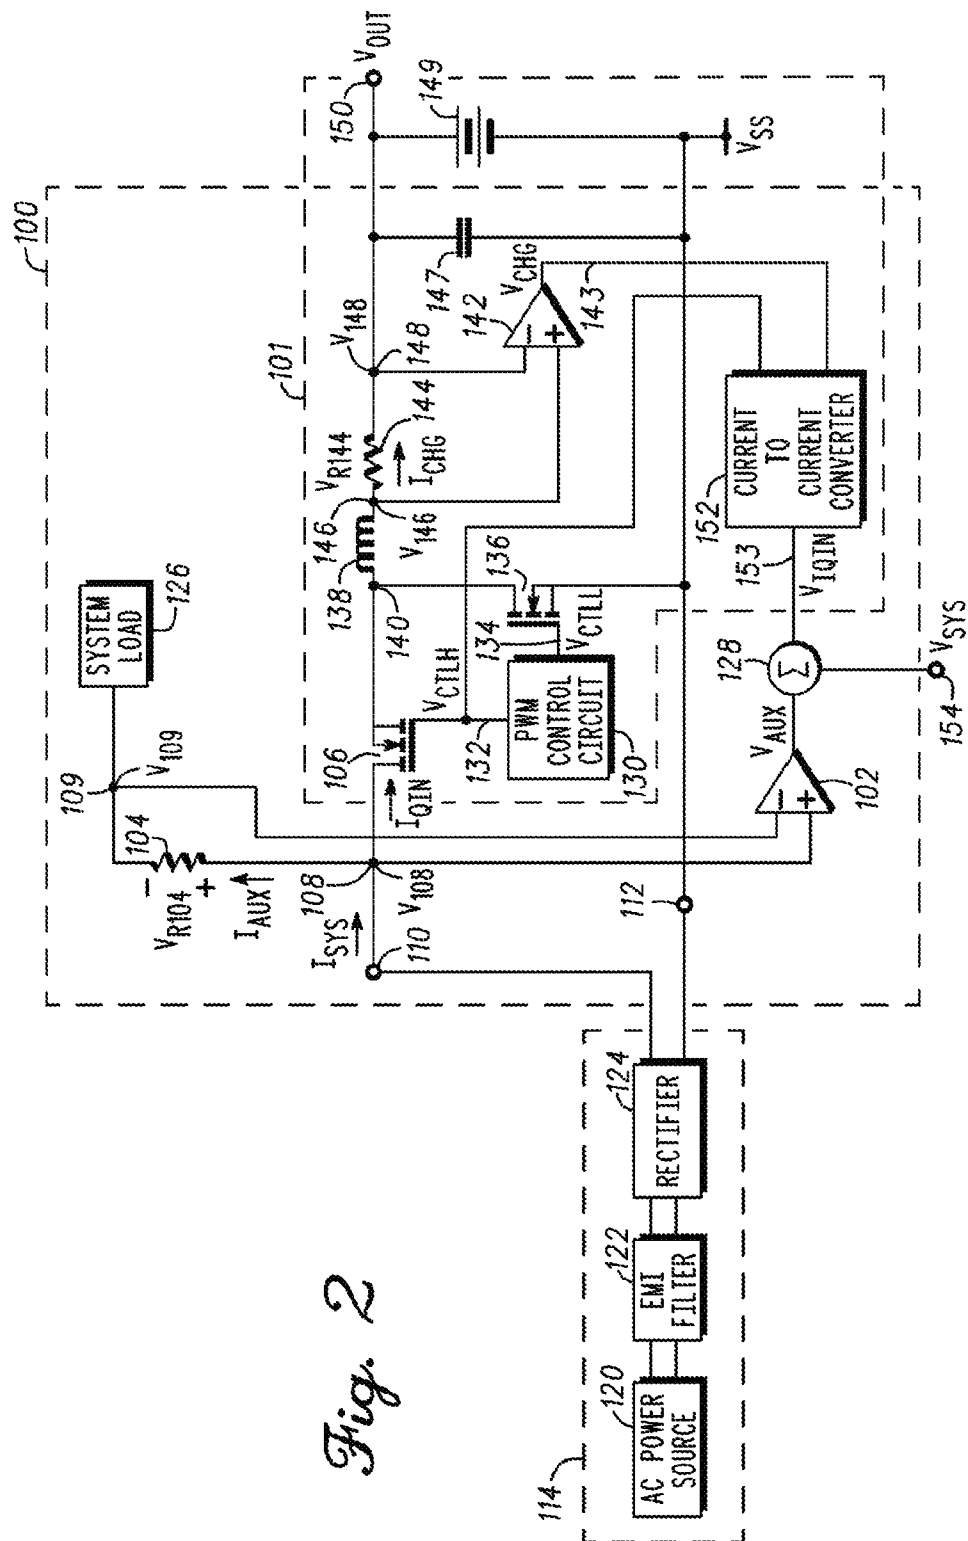 Fig. 2
100
101
SYSTEM
LOAD
126
109
V109
104
−
+
VR104
IAUX
108
V108
ISYS
110
112
106
IQIN
VCTLH
132
PWM
CONTROL
CIRCUIT
130
134
VCTLL
136
138
140
146
V146
VR144
144
ICHG
V148
148
142
−
+
VCHG
143
147
149
150
VOUT
VSS
152
CURRENT
TO
CURRENT
CONVERTER
153
VIQIN
128
Σ
VAUX
−
+
102
154
VSYS
114
AC POWER
SOURCE
120
EMI
FILTER
122
RECTIFIER
124